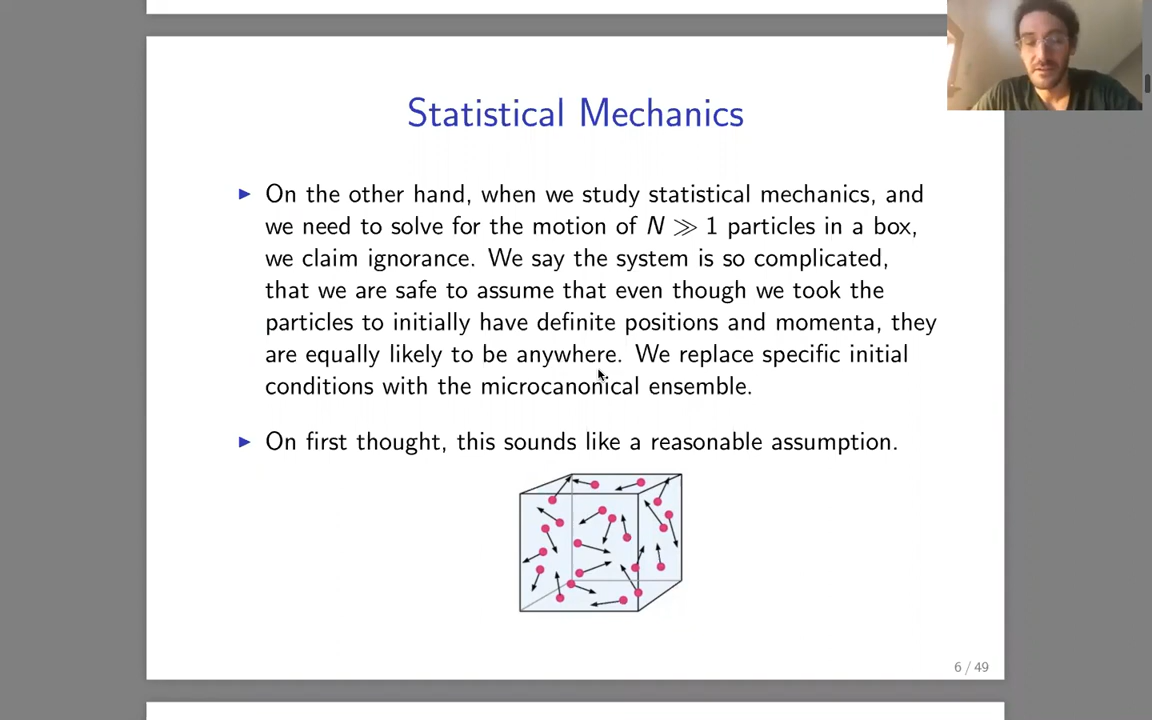 Statistical Mechanics
▶ On the other hand, when we study statistical mechanics, and
we need to solve for the motion of N ≫ 1 particles in a box,
we claim ignorance. We say the system is so complicated,
that we are safe to assume that even though we took the
particles to initially have definite positions and momenta, they
are equally likely to be anywhere. We replace specific initial
conditions with the microcanonical ensemble.
▶ On first thought, this sounds like a reasonable assumption.
6 / 49